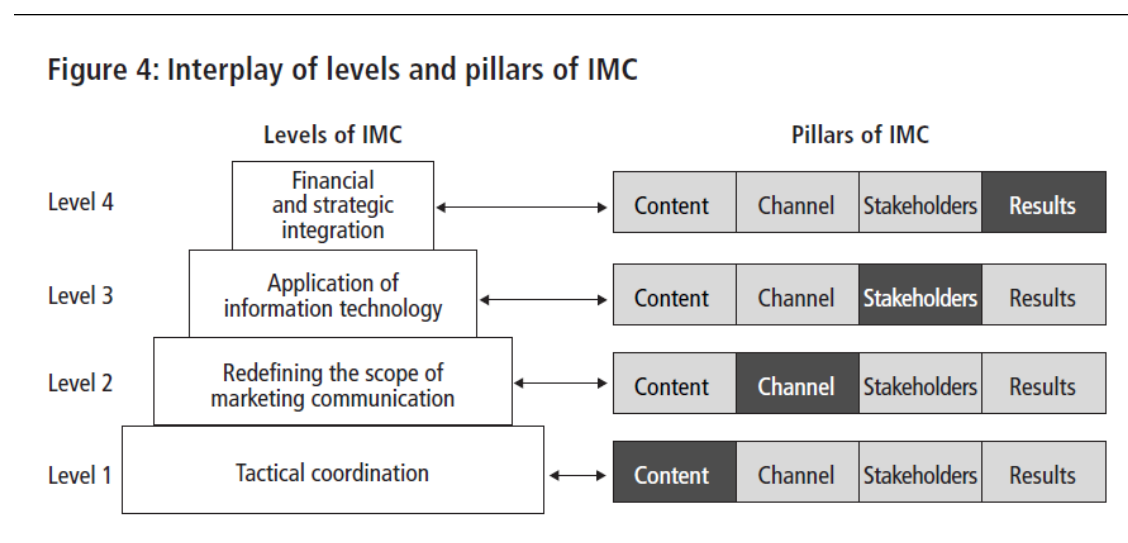 Figure 4: Interplay of levels and pillars of IMC
Levels of IMC
Pillars of IMC
Level 4
Financial
and strategic
integration
Content Channel Stakeholders Results
Level 3
Application of
information technology
Content Channel Stakeholders Results
Level 2
Redefining the scope of
marketing communication
Content Channel Stakeholders Results
Level 1
Tactical coordination
Content Channel Stakeholders Results